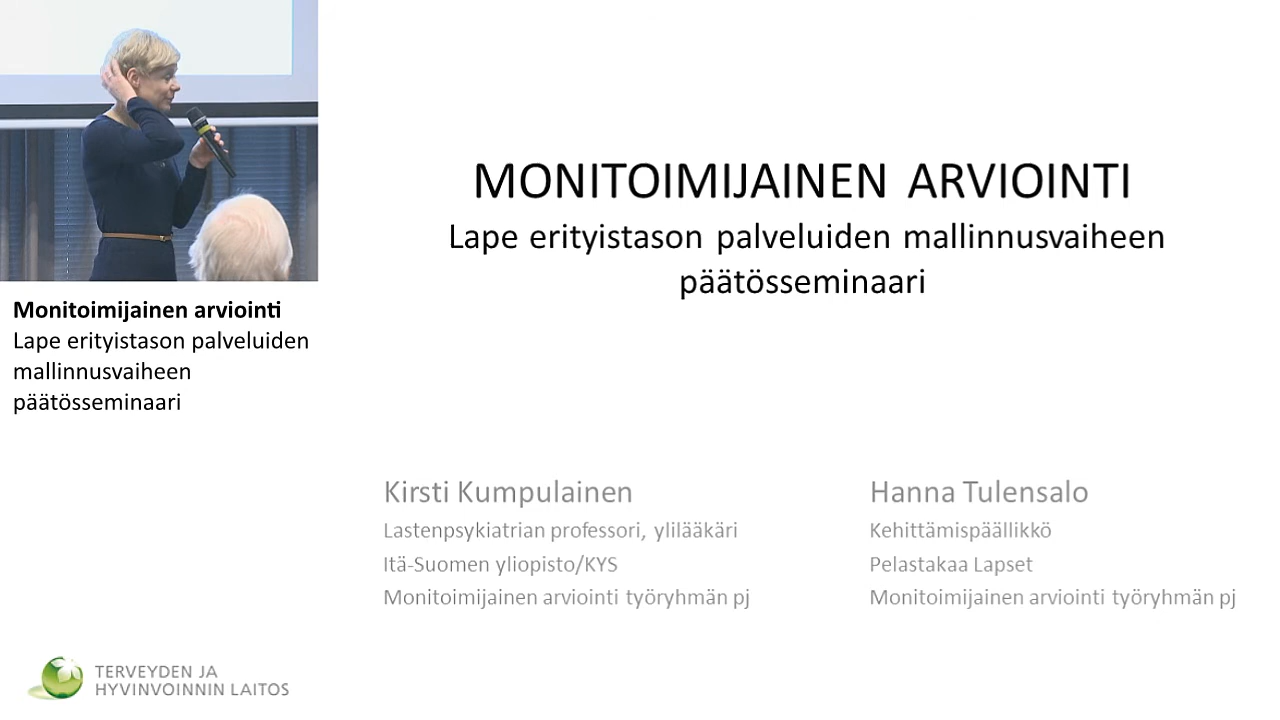 MONITOIMIJAINEN ARVIOINTI
Lape erityistason palveluiden mallinnusvaiheen
päätösseminaari
Monitoimijainen arviointi
Lape erityistason palveluiden
mallinnusvaiheen
päätösseminaari
Kirsti Kumpulainen
Lastenpsykiatrian professori, ylilääkäri
Itä-Suomen yliopisto/KYS
Monitoimijainen arviointi työryhmän pj
Hanna Tulensalo
Kehittämispäällikkö
Pelastakaa Lapset
Monitoimijainen arviointi työryhmän pj
TERVEYDEN JA
HYVINVOINNIN LAITOS